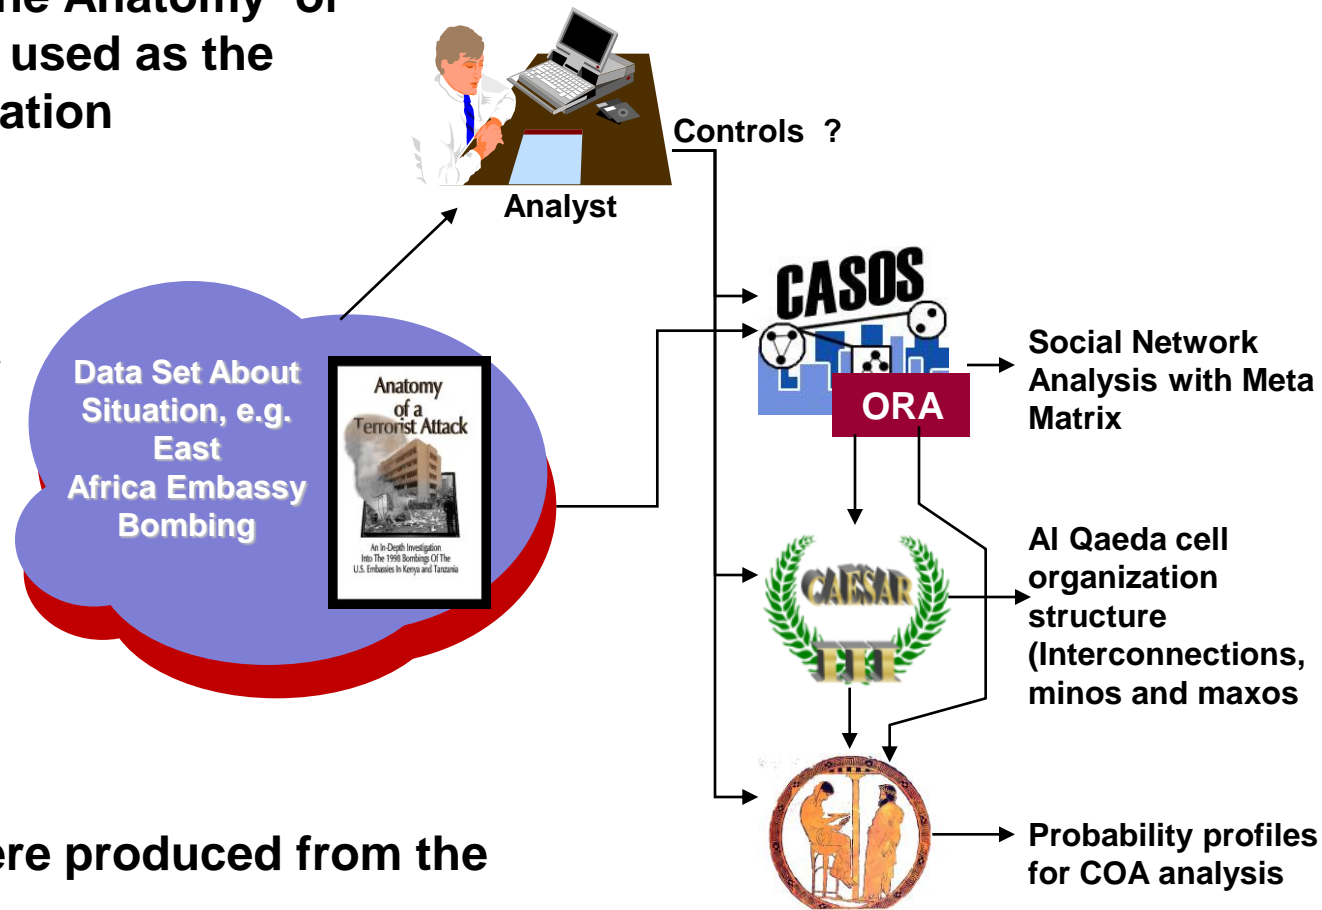 he Anatomy of
used as the
ation
Controls ?
Analyst
Data Set About
Situation, e.g.
East
Africa Embassy
Bombing
Anatomy
of a
Terrorist Attack
An In-Depth Investigation
Into The 1998 Bombings Of The
U.S. Embassies In Kenya and Tanzania
CASOS
ORA
Social Network
Analysis with Meta
Matrix
CAESAR
III
Al Qaeda cell
organization
structure
(Interconnections,
minos and maxos
Probability profiles
for COA analysis
ere produced from the